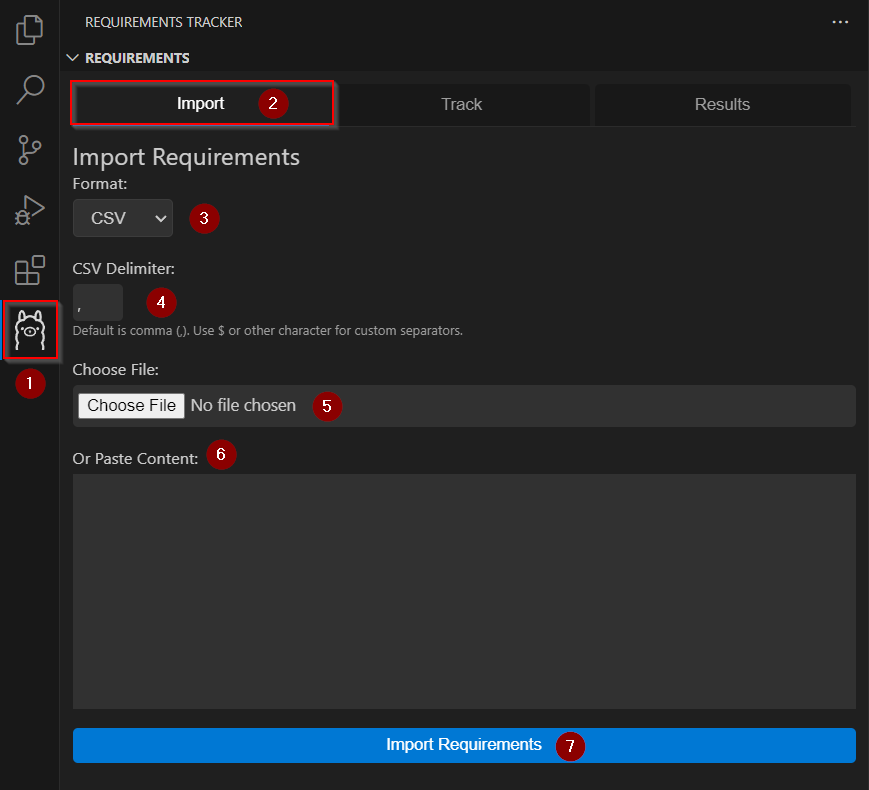 REQUIREMENTS TRACKER ...
REQUIREMENTS
Import 2 Track Results
Import Requirements
Format:
CSV 3
CSV Delimiter:
, 4
Default is comma (,). Use $ or other character for custom separators.
1
Choose File:
Choose File No file chosen 5
Or Paste Content: 6
Import Requirements 7